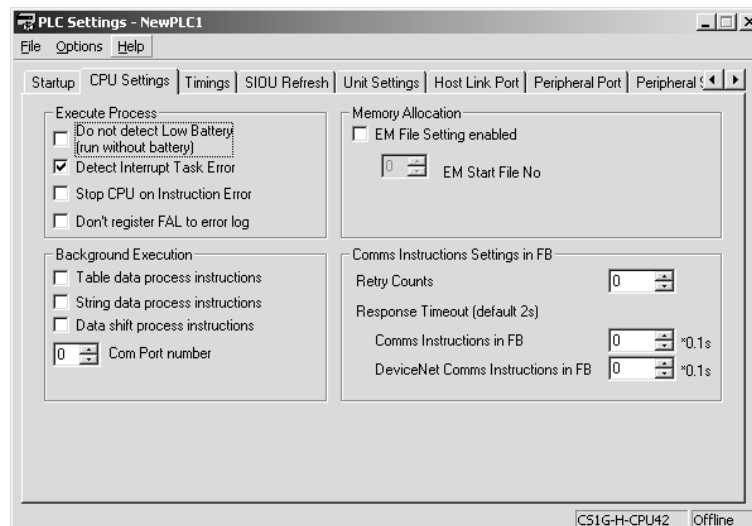 PLC Settings - NewPLC1
File Options Help
Startup CPU Settings Timings SIOU Refresh Unit Settings Host Link Port Peripheral Port Peripheral
Execute Process
Do not detect Low Battery
(run without battery)
Detect Interrupt Task Error
Stop CPU on Instruction Error
Don't register FAL to error log
Memory Allocation
EM File Setting enabled
0 EM Start File No
Background Execution
Table data process instructions
String data process instructions
Data shift process instructions
0 Com Port number
Comms Instructions Settings in FB
Retry Counts 0
Response Timeout (default 2s)
Comms Instructions in FB 0 *0.1s
DeviceNet Comms Instructions in FB 0 *0.1s
CS1G-H-CPU42 Offline